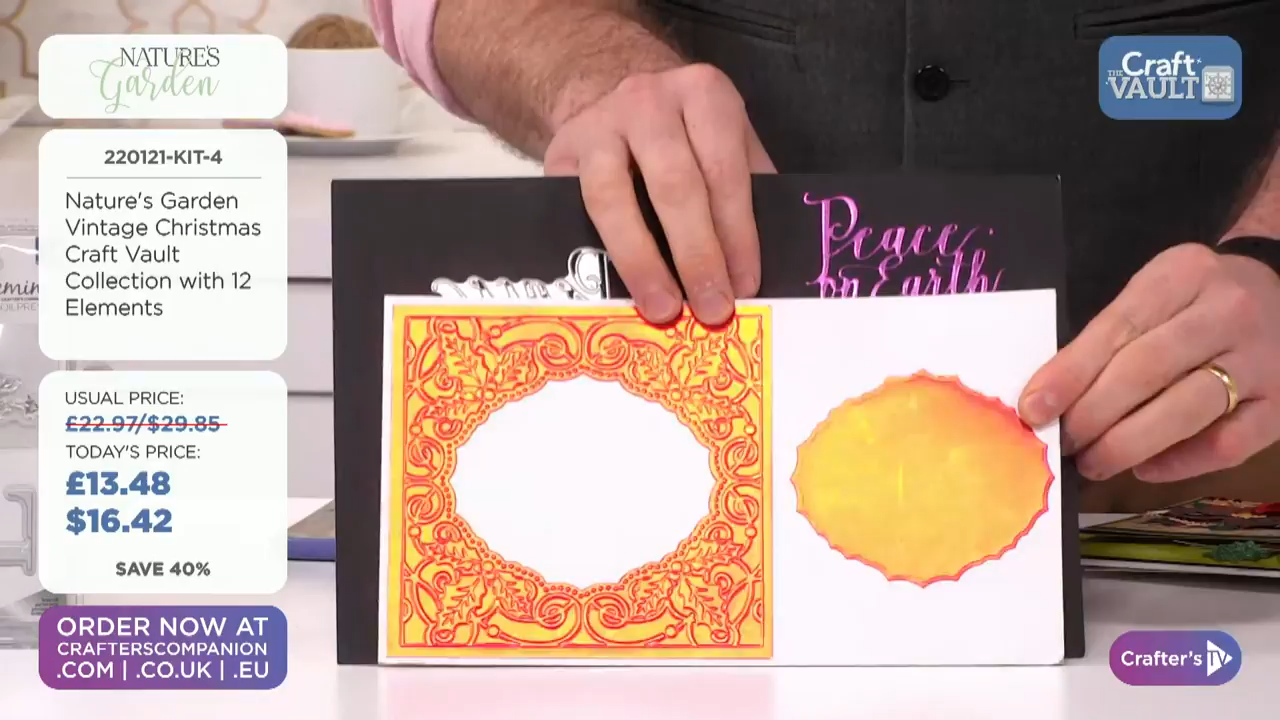 NATURE'S
Garden
220121-KIT-4
Nature's Garden
Vintage Christmas
Craft Vault
Collection with 12
Elements
USUAL PRICE:
£22.97/$29.85
TODAY'S PRICE:
£13.48
$16.42
SAVE 40%
ORDER NOW AT
CRAFTERSCOMPANION
.COM | .CO.UK | .EU
THE Craft
VAULT
Peace
on Earth
Crafter's TV